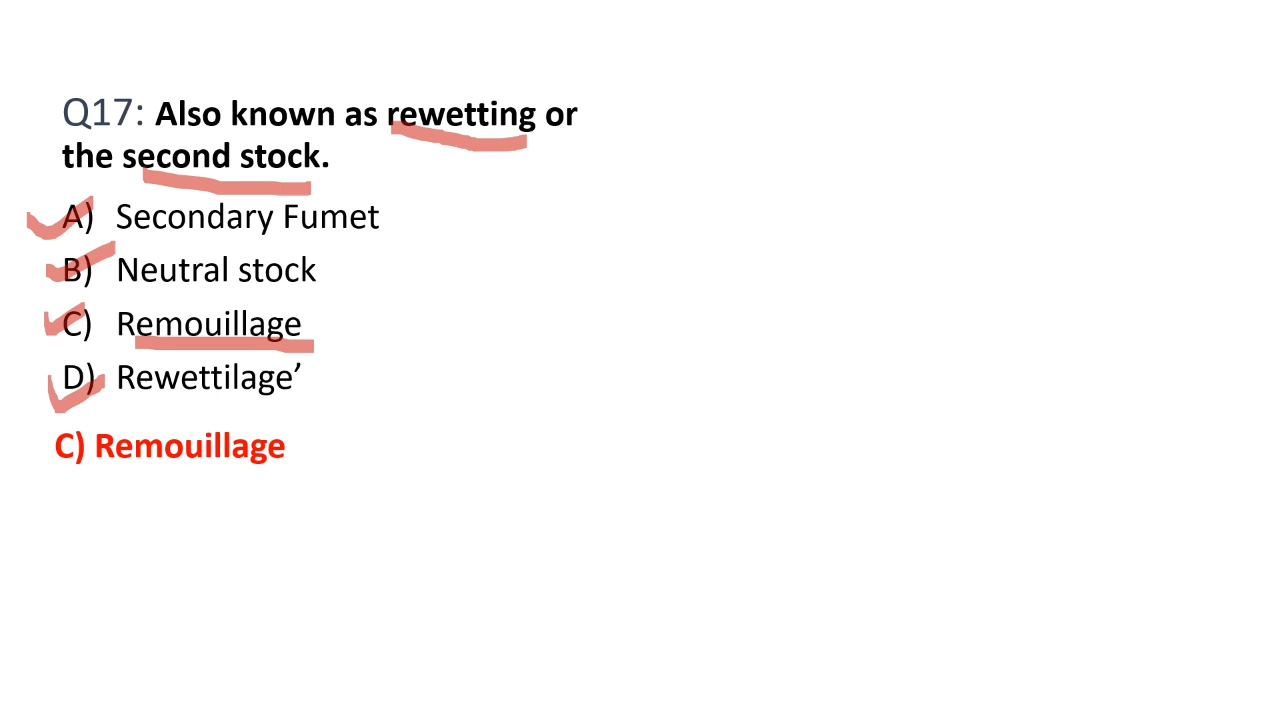 Q17: Also known as rewetting or
the second stock.
A) Secondary Fumet
B) Neutral stock
C) Remouillage
D) Rewettilage’
C) Remouillage